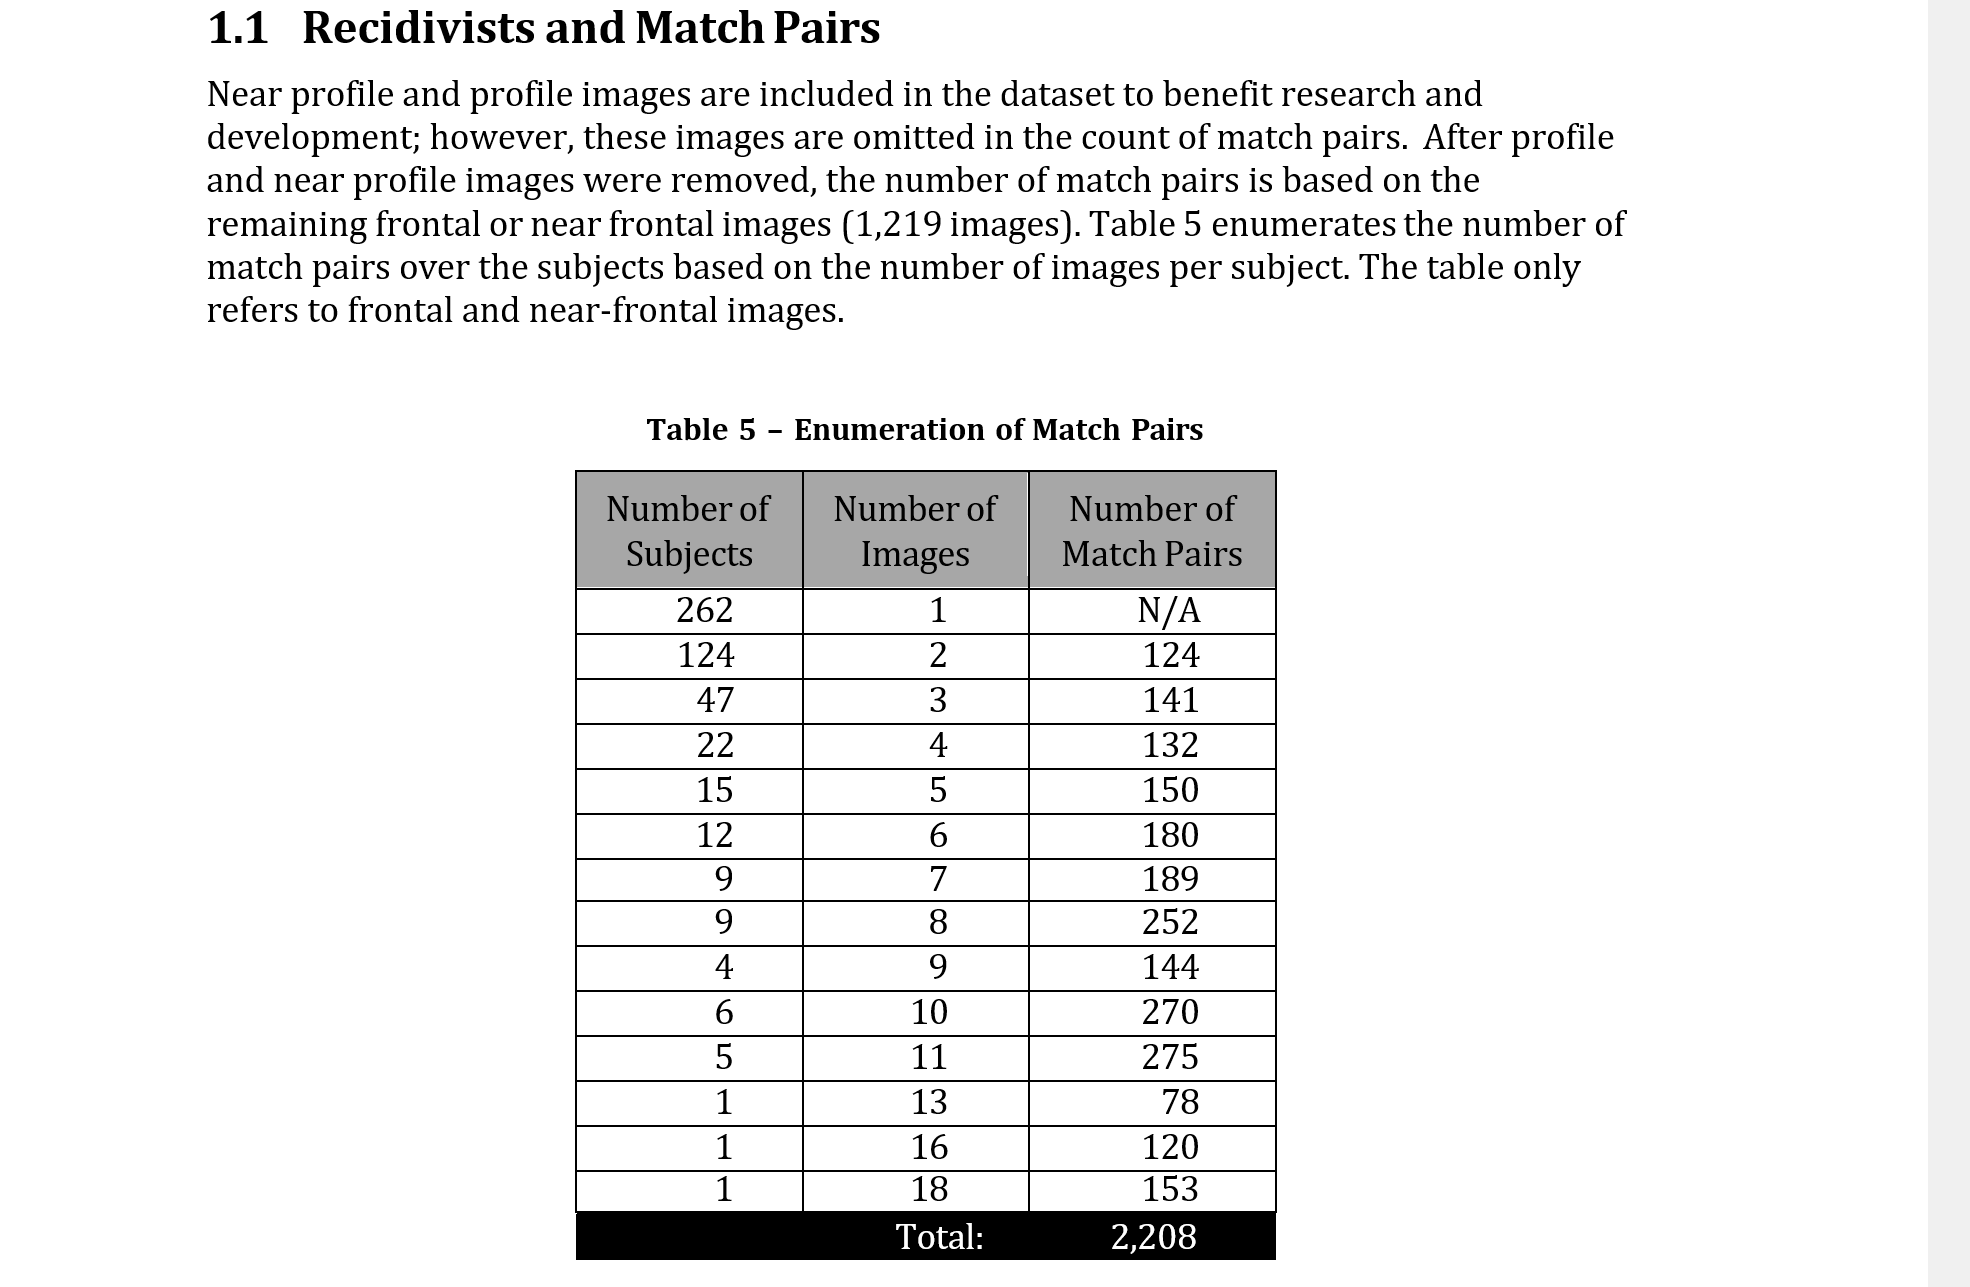 1.1 Recidivists and Match Pairs
Near profile and profile images are included in the dataset to benefit research and
development; however, these images are omitted in the count of match pairs. After profile
and near profile images were removed, the number of match pairs is based on the
remaining frontal or near frontal images (1,219 images). Table 5 enumerates the number of
match pairs over the subjects based on the number of images per subject. The table only
refers to frontal and near-frontal images.
Table 5 – Enumeration of Match Pairs
Number of Subjects Number of Images Number of Match Pairs
262 1 N/A
124 2 124
47 3 141
22 4 132
15 5 150
12 6 180
9 7 189
9 8 252
4 9 144
6 10 270
5 11 275
1 13 78
1 16 120
1 18 153
Total: 2,208